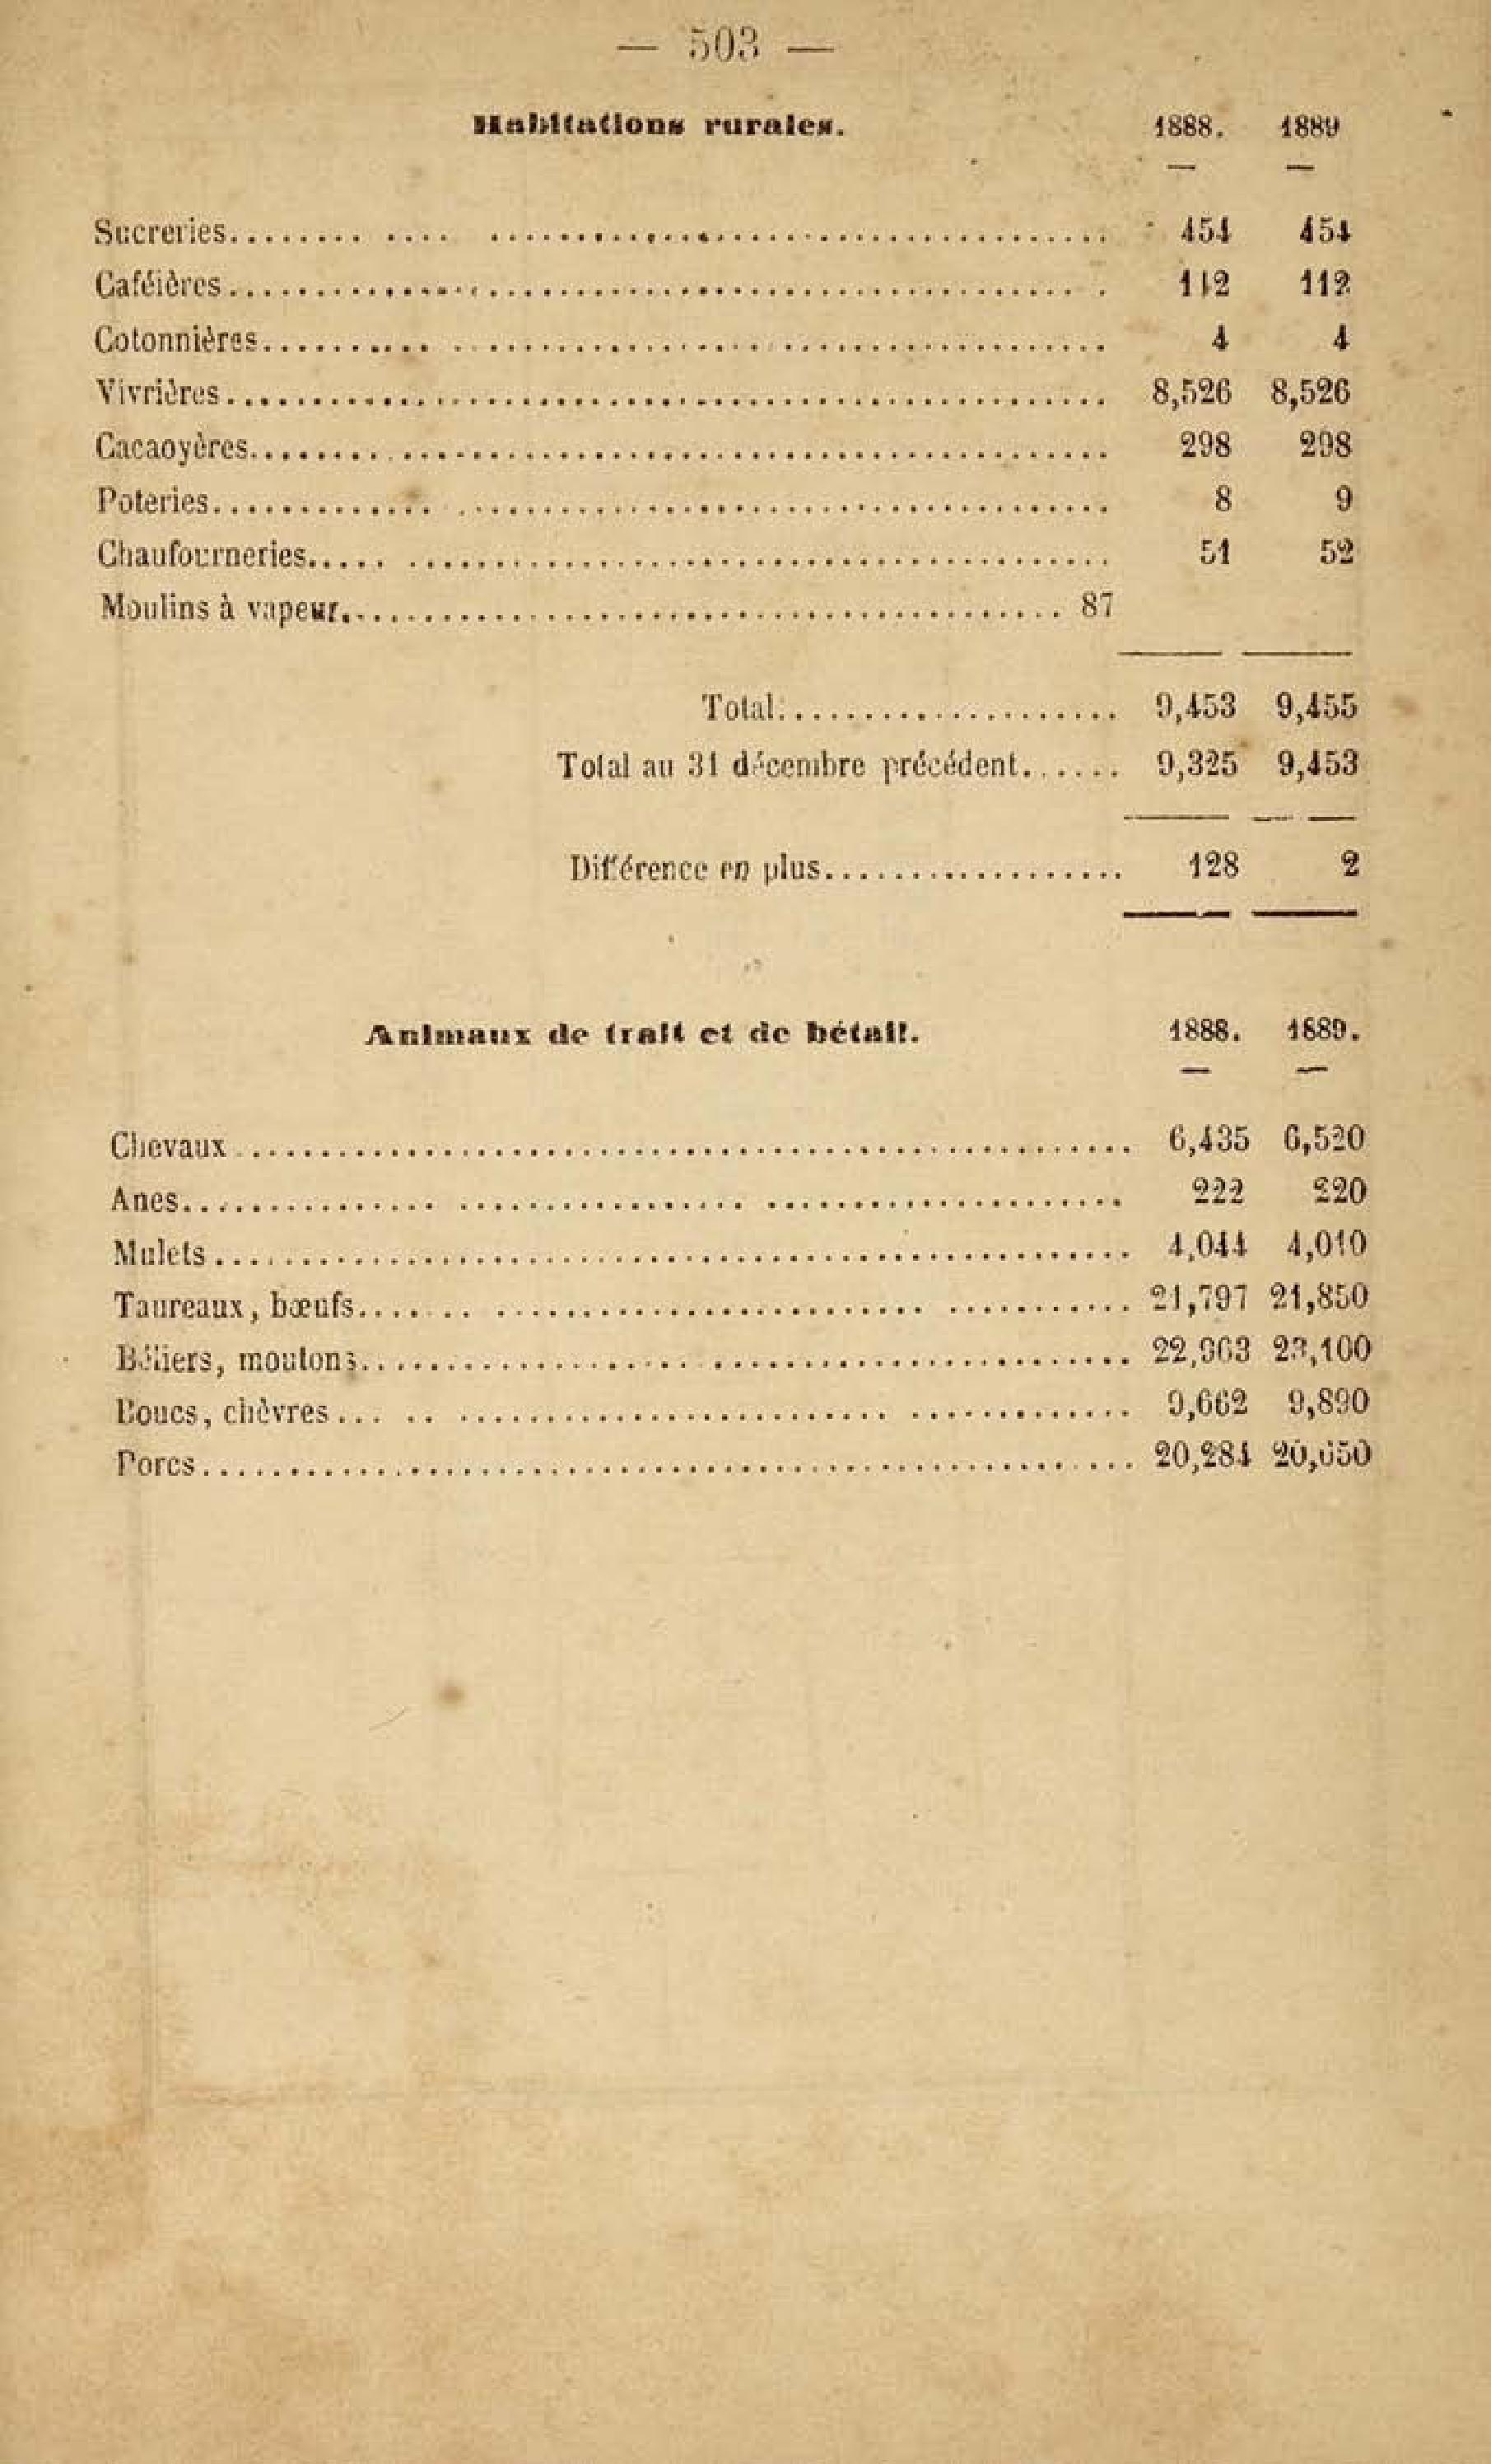 — 503 —
Habitations rurales. 1888. 1889
Sucreries........ .... .................................... 454 454
Caféières................................................... 112 112
Cotonnières.......... ...................................... 4 4
Vivrières................................................... 8,526 8,526
Cacaoyères.................................................. 298 298
Poteries............. ...................................... 8 9
Chaufourneries..... ........................................ 51 52
Moulins à vapeur.......................................... 87
Total.................... 9,453 9,455
Total au 31 décembre précédent....... 9,325 9,453
Différence en plus.................. 128 2
Animaux de trait et de bétail. 1888. 1889.
Chevaux .................................................... 6,435 6,520
Anes............... ................. ..................... 222 220
Mulets ..................................................... 4,044 4,010
Taureaux, bœufs....... ......................... ........... 21,797 21,850
Béliers, moutons............................................ 22,963 23,100
Boucs, chèvres ... .. ......................... ............. 9,662 9,890
Porcs....................................................... 20,284 20,650